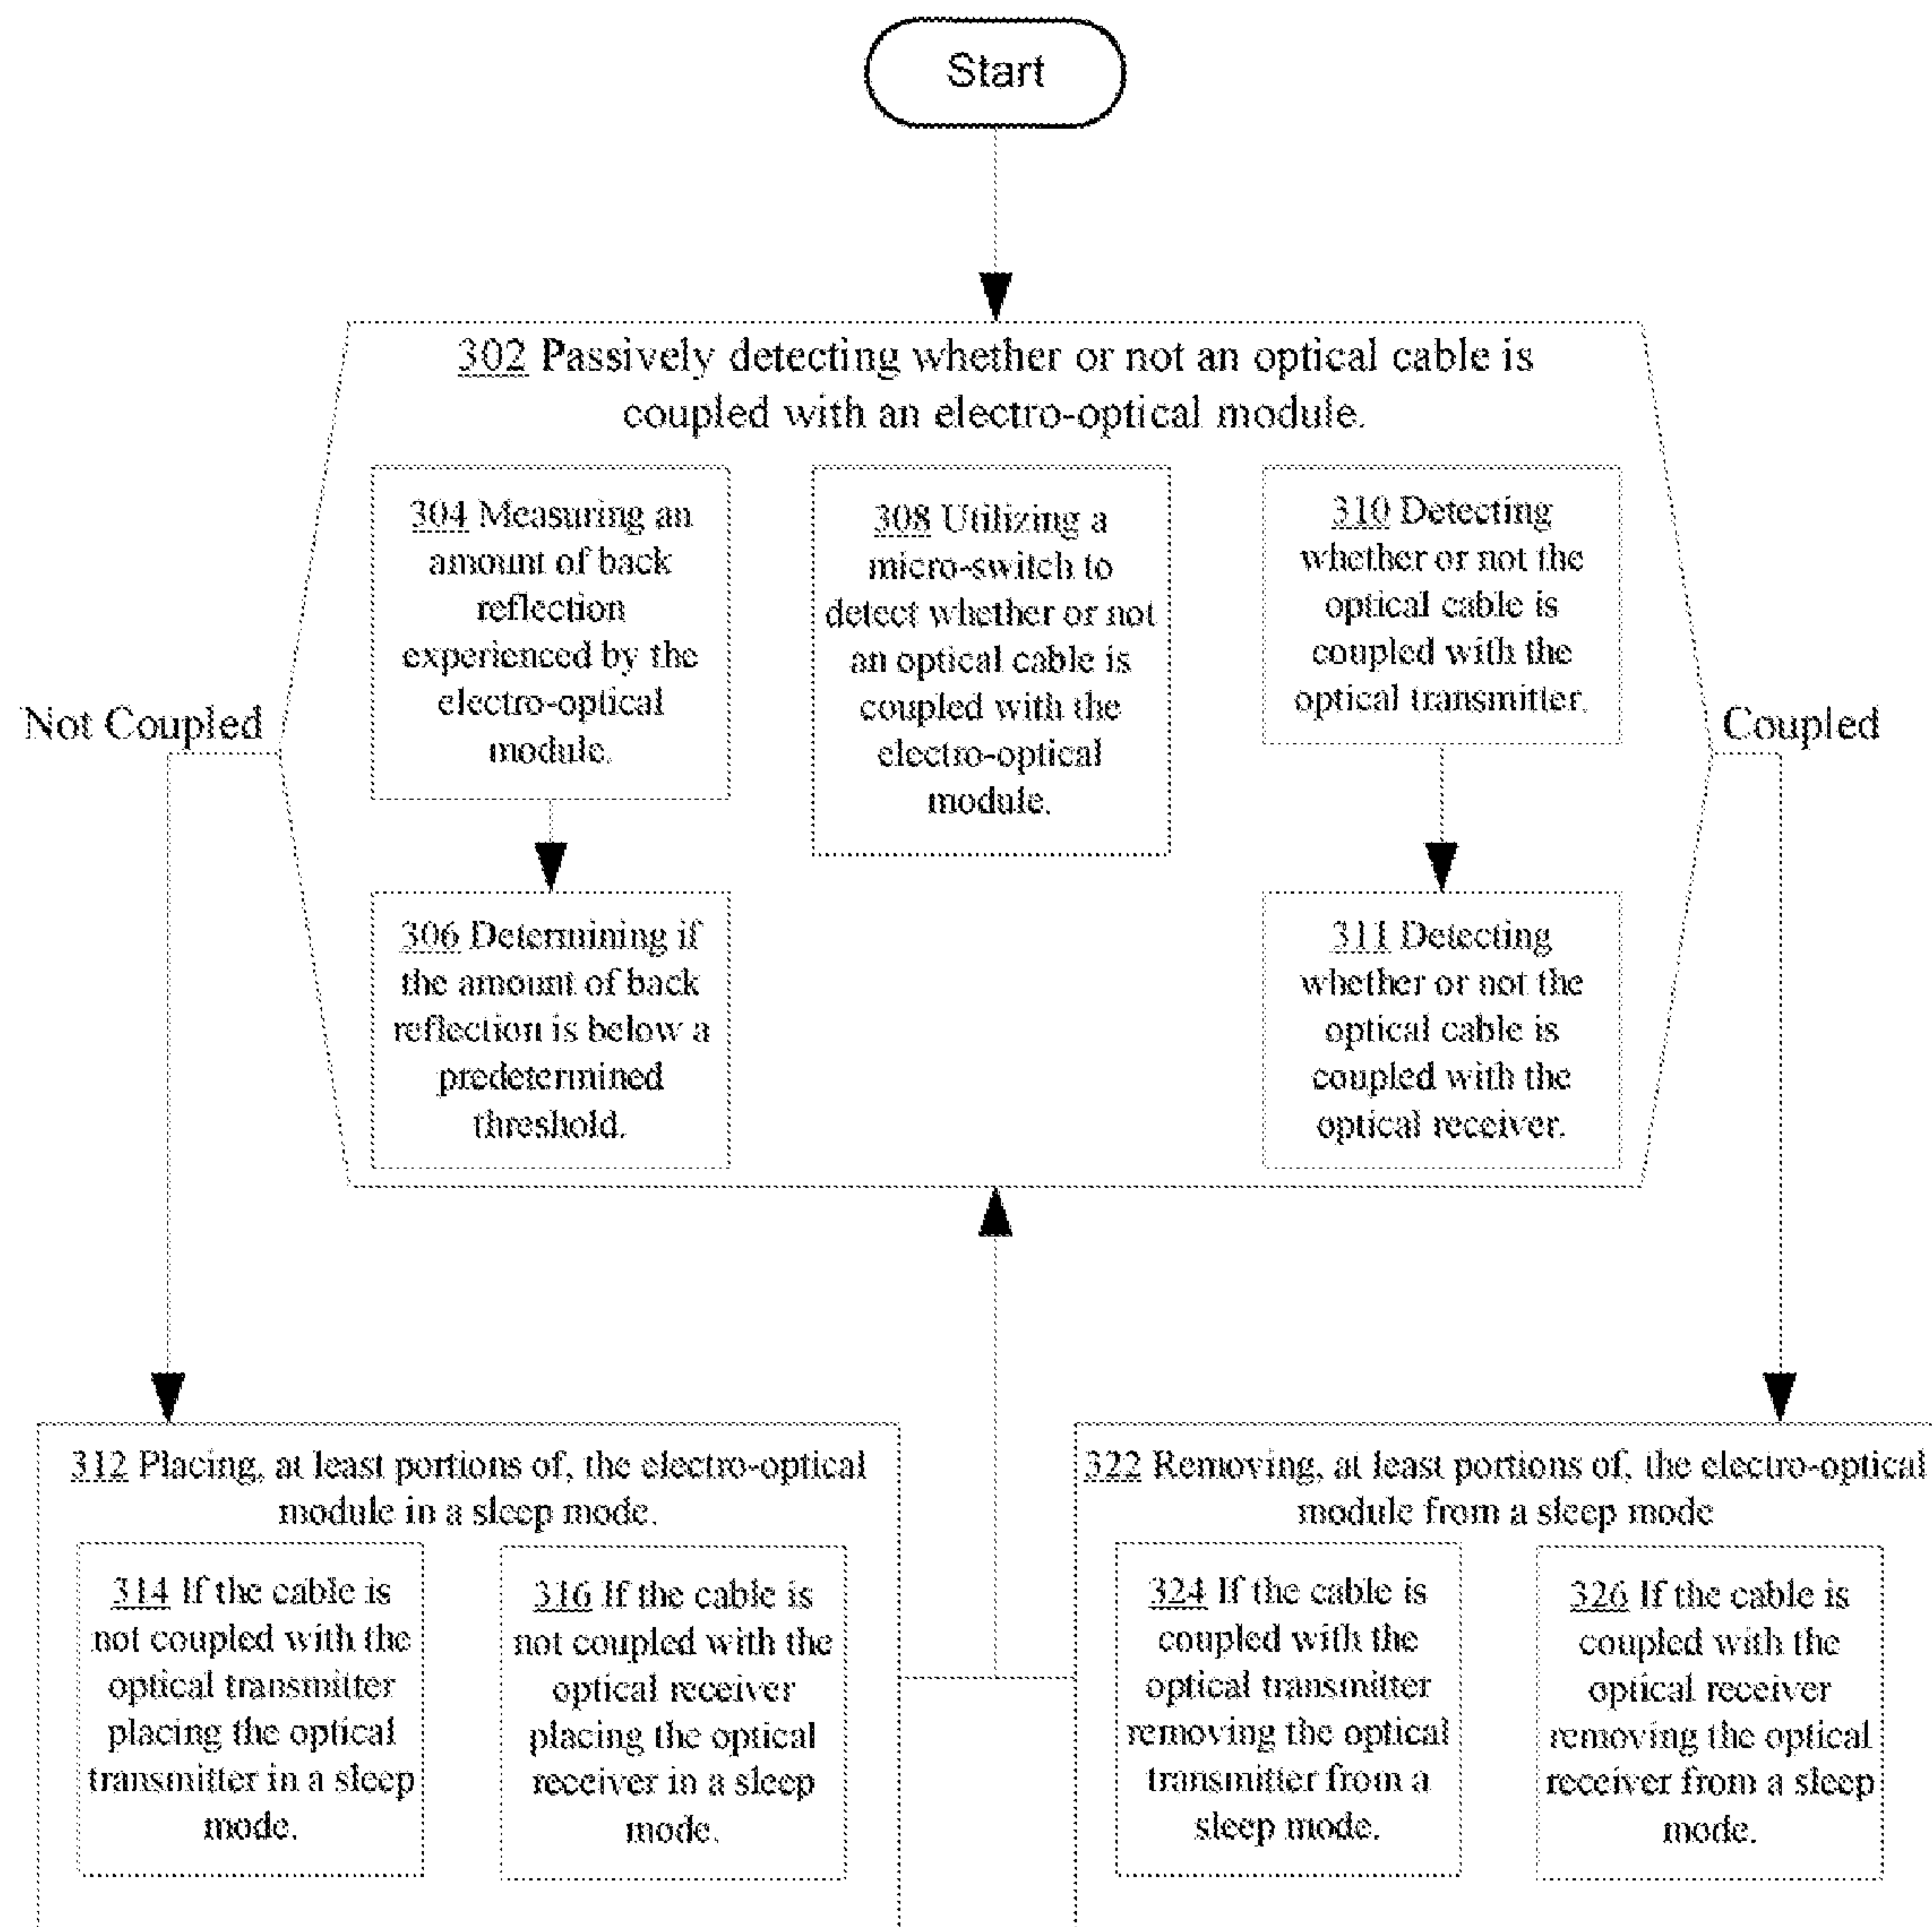 Start
302 Passively detecting whether or not an optical cable is
coupled with an electro-optical module.
304 Measuring an
amount of back
reflection
experienced by the
electro-optical
module.
308 Utilizing a
micro-switch to
detect whether or not
an optical cable is
coupled with the
electro-optical
module.
310 Detecting
whether or not the
optical cable is
coupled with the
optical transmitter.
Not Coupled
Coupled
306 Determining if
the amount of back
reflection is below a
predetermined
threshold.
311 Detecting
whether or not the
optical cable is
coupled with the
optical receiver.
312 Placing, at least portions of, the electro-optical
module in a sleep mode.
314 If the cable is
not coupled with the
optical transmitter
placing the optical
transmitter in a sleep
mode.
316 If the cable is
not coupled with the
optical receiver
placing the optical
receiver in a sleep
mode.
322 Removing, at least portions of, the electro-optical
module from a sleep mode
324 If the cable is
coupled with the
optical transmitter
removing the optical
transmitter from a
sleep mode.
326 If the cable is
coupled with the
optical receiver
removing the optical
receiver from a sleep
mode.